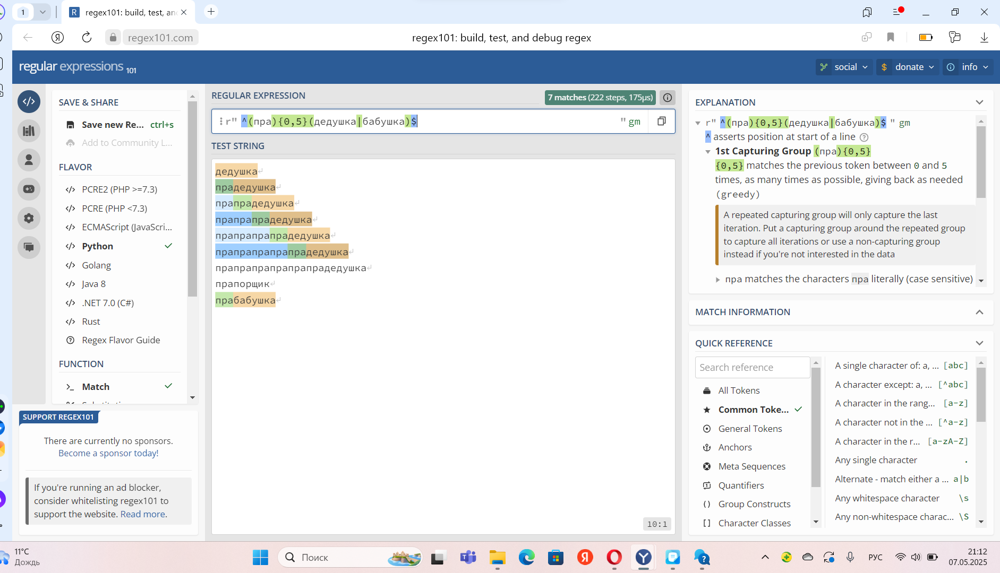 1
R regex101: build, test, an
Я
regex101.com
regex101: build, test, and debug regex
regular expressions 101
social
$ donate
info
SAVE & SHARE
Save new Re... ctrl+s
Add to Community L...
FLAVOR
</> PCRE2 (PHP >=7.3)
</> PCRE (PHP <7.3)
</> ECMAScript (JavaScri...
</> Python
</> Golang
</> Java 8
</> .NET 7.0 (C#)
</> Rust
Regex Flavor Guide
FUNCTION
>_ Match
SUPPORT REGEX101
There are currently no sponsors.
Become a sponsor today!
If you're running an ad blocker,
consider whitelisting regex101 to
support the website. Read more.
REGULAR EXPRESSION
7 matches (222 steps, 175µs)
r" ^(пра){0,5}(дедушка|бабушка)$ " gm
TEST STRING
дедушка
прадедушка
прапрадедушка
прапрапрадедушка
прапрапрапрадедушка
прапрапрапрапрадедушка
прапрапрапрапрапрадедушка
прапорщик
прабабушка
10:1
EXPLANATION
r" ^(пра){0,5}(дедушка|бабушка)$ " gm
^ asserts position at start of a line
1st Capturing Group (пра){0,5}
{0,5} matches the previous token between 0 and 5
times, as many times as possible, giving back as needed
(greedy)
A repeated capturing group will only capture the last
iteration. Put a capturing group around the repeated group
to capture all iterations or use a non-capturing group
instead if you're not interested in the data
пра matches the characters пра literally (case sensitive)
MATCH INFORMATION
QUICK REFERENCE
Search reference
All Tokens
Common Toke...
General Tokens
Anchors
Meta Sequences
Quantifiers
() Group Constructs
[] Character Classes
A single character of: a, ... [abc]
A character except: a, ... [^abc]
A character in the rang... [a-z]
A character not in the ... [^a-z]
A character in the r... [a-zA-Z]
Any single character .
Alternate - match either a ... a|b
Any whitespace character \s
Any non-whitespace charac... \S
11°C
Дождь
Поиск
РУС
21:12
07.05.2025